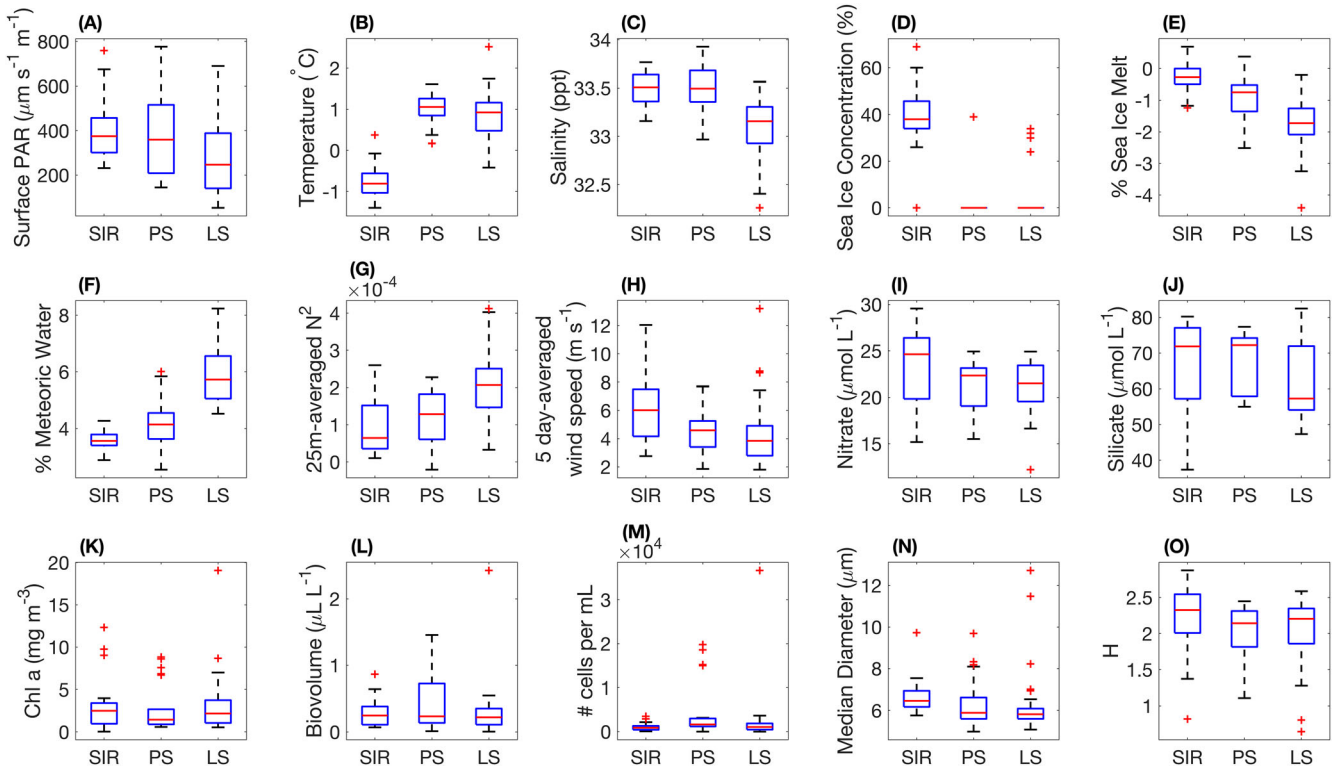 (A)
Surface PAR (μm s⁻¹ m⁻¹)
800
600
400
200
SIR PS LS
(B)
Temperature (°C)
2
1
0
-1
SIR PS LS
(C)
Salinity (ppt)
34
33.5
33
32.5
SIR PS LS
(D)
Sea Ice Concentration (%)
60
40
20
0
SIR PS LS
(E)
% Sea Ice Melt
0
-1
-2
-3
-4
SIR PS LS
(F)
% Meteoric Water
8
6
4
SIR PS LS
(G)
×10⁻⁴
25m-averaged N²
4
3
2
1
0
SIR PS LS
(H)
5 day-averaged
wind speed (m s⁻¹)
12
10
8
6
4
2
SIR PS LS
(I)
Nitrate (μmol L⁻¹)
30
25
20
15
SIR PS LS
(J)
Silicate (μmol L⁻¹)
80
70
60
50
40
SIR PS LS
(K)
Chl a (mg m⁻³)
20
15
10
5
0
SIR PS LS
(L)
Biovolume (μL L⁻¹)
2
1
0
SIR PS LS
(M)
×10⁴
# cells per mL
3
2
1
0
SIR PS LS
(N)
Median Diameter (μm)
12
10
8
6
SIR PS LS
(O)
H
2.5
2
1.5
1
SIR PS LS